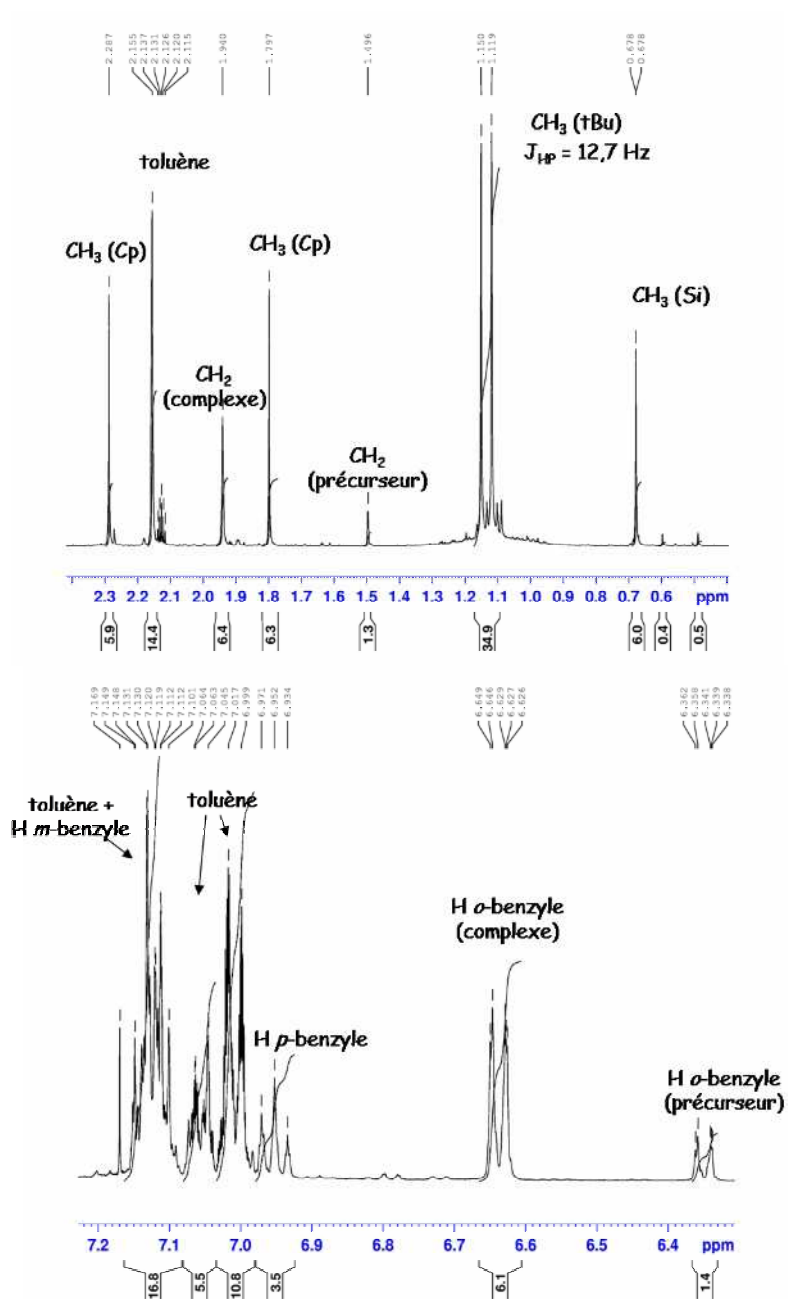 2.287
2.155
2.137
2.131
2.126
2.120
2.115
1.940
1.797
1.496
1.150
1.119
0.678
0.678
CH₃ (tBu)
J_HP = 12,7 Hz
toluène
CH₃ (Cp)
CH₃ (Cp)
CH₃ (Si)
CH₂
(complexe)
CH₂
(précurseur)
2.3 2.2 2.1 2.0 1.9 1.8 1.7 1.6 1.5 1.4 1.3 1.2 1.1 1.0 0.9 0.8 0.7 0.6 ppm
5.9 14.4 6.4 6.3 1.3 34.9 6.0 0.4 0.5
7.169
7.149
7.148
7.131
7.130
7.120
7.119
7.112
7.112
7.101
7.064
7.063
7.045
7.017
6.999
6.971
6.952
6.934
6.649
6.646
6.629
6.627
6.626
6.362
6.358
6.341
6.339
6.338
toluène +
H m-benzyle
toluène
H o-benzyle
(complexe)
H p-benzyle
H o-benzyle
(précurseur)
7.2 7.1 7.0 6.9 6.8 6.7 6.6 6.5 6.4 ppm
16.8 5.5 10.8 3.5 6.1 1.4